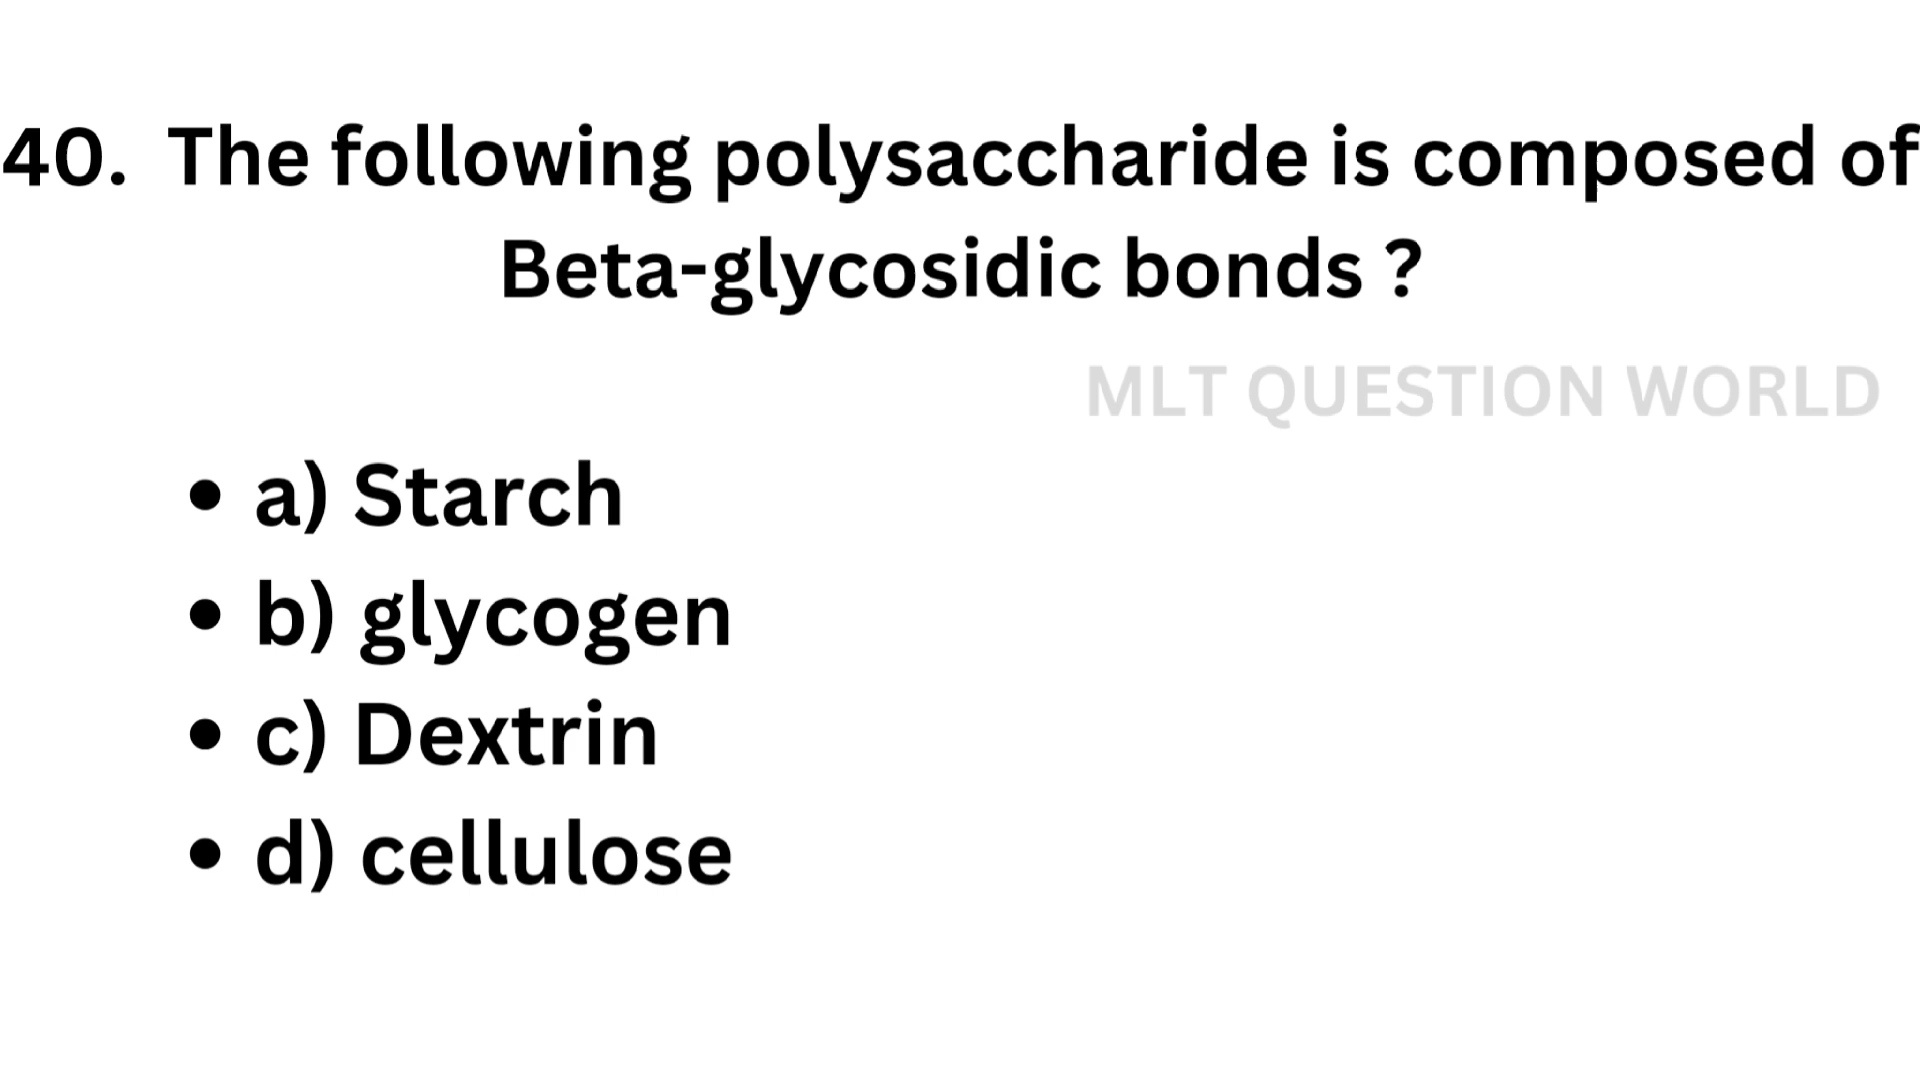 40. The following polysaccharide is composed of
Beta-glycosidic bonds ?
MLT QUESTION WORLD
• a) Starch
• b) glycogen
• c) Dextrin
• d) cellulose